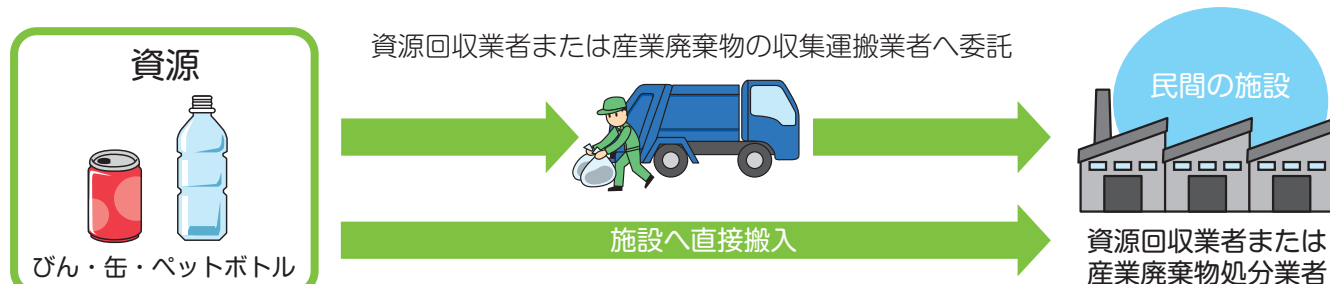 資源
びん・缶・ペットボトル
資源回収業者または産業廃棄物の収集運搬業者へ委託
施設へ直接搬入
民間の施設
資源回収業者または
産業廃棄物処分業者